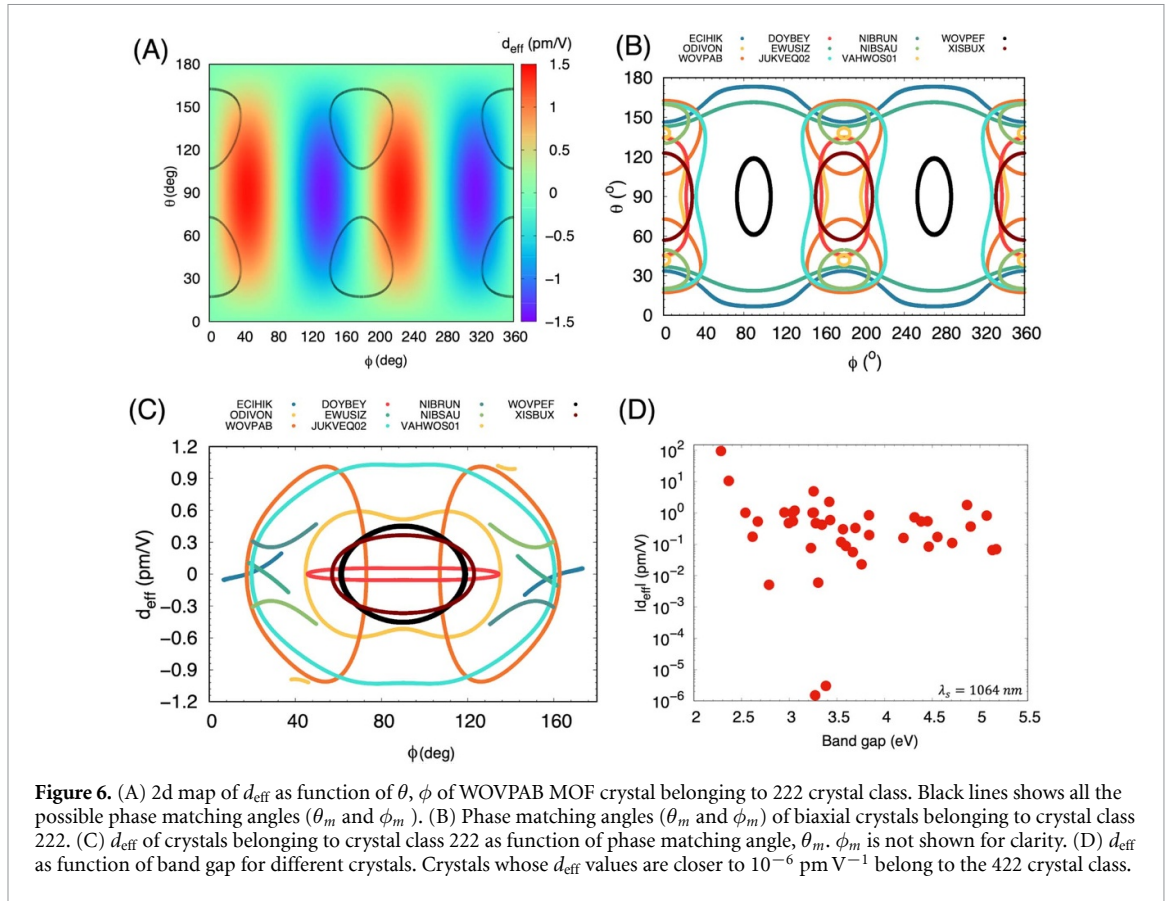 (A)
d_eff (pm/V)
180
150
120
90
60
30
0
θ(deg)
0 40 80 120 160 200 240 280 320 360
ϕ (deg)
1.5
1
0.5
0
−0.5
−1
−1.5
(B)
ECIHIK DOYBEY NIBRUN WOVPEF
ODIVON EWUSIZ NIBSAU XISBUX
WOVPAB JUKVEQ02 VAHWOS01
180
150
120
90
60
30
0
θ (°)
0 40 80 120 160 200 240 280 320 360
ϕ (°)
(C)
ECIHIK DOYBEY NIBRUN WOVPEF
ODIVON EWUSIZ NIBSAU XISBUX
WOVPAB JUKVEQ02 VAHWOS01
1.2
0.9
0.6
0.3
0
-0.3
-0.6
-0.9
-1.2
d_eff (pm/V)
0 40 80 120 160
ϕ(deg)
(D)
10^2
10^1
10^0
10^−1
10^−2
10^−3
10^−4
10^−5
10^−6
|d_eff| (pm/V)
λ_s = 1064 nm
2 2.5 3 3.5 4 4.5 5 5.5
Band gap (eV)
Figure 6. (A) 2d map of d_eff as function of θ, ϕ of WOVPAB MOF crystal belonging to 222 crystal class. Black lines shows all the
possible phase matching angles (θ_m and ϕ_m ). (B) Phase matching angles (θ_m and ϕ_m) of biaxial crystals belonging to crystal class
222. (C) d_eff of crystals belonging to crystal class 222 as function of phase matching angle, θ_m. ϕ_m is not shown for clarity. (D) d_eff
as function of band gap for different crystals. Crystals whose d_eff values are closer to 10^−6 pm V^−1 belong to the 422 crystal class.